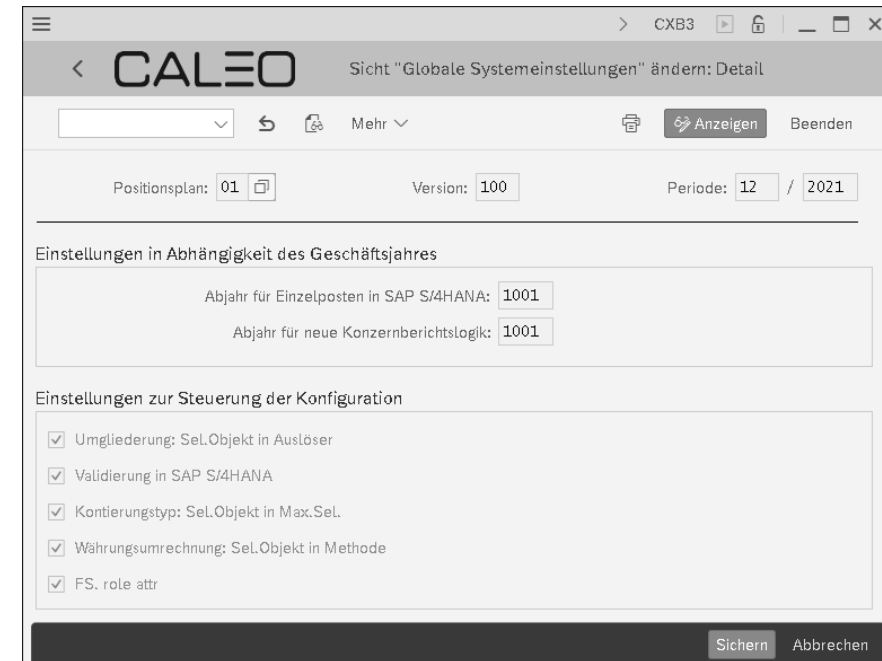 CXB3
CALEO Sicht "Globale Systemeinstellungen" ändern: Detail
Mehr Anzeigen Beenden
Positionsplan: 01 Version: 100 Periode: 12 / 2021
Einstellungen in Abhängigkeit des Geschäftsjahres
Abjahr für Einzelposten in SAP S/4HANA: 1001
Abjahr für neue Konzernberichtslogik: 1001
Einstellungen zur Steuerung der Konfiguration
Umgliederung: Sel.Objekt in Auslöser
Validierung in SAP S/4HANA
Kontierungstyp: Sel.Objekt in Max.Sel.
Währungsumrechnung: Sel.Objekt in Methode
FS. role attr
Sichern Abbrechen